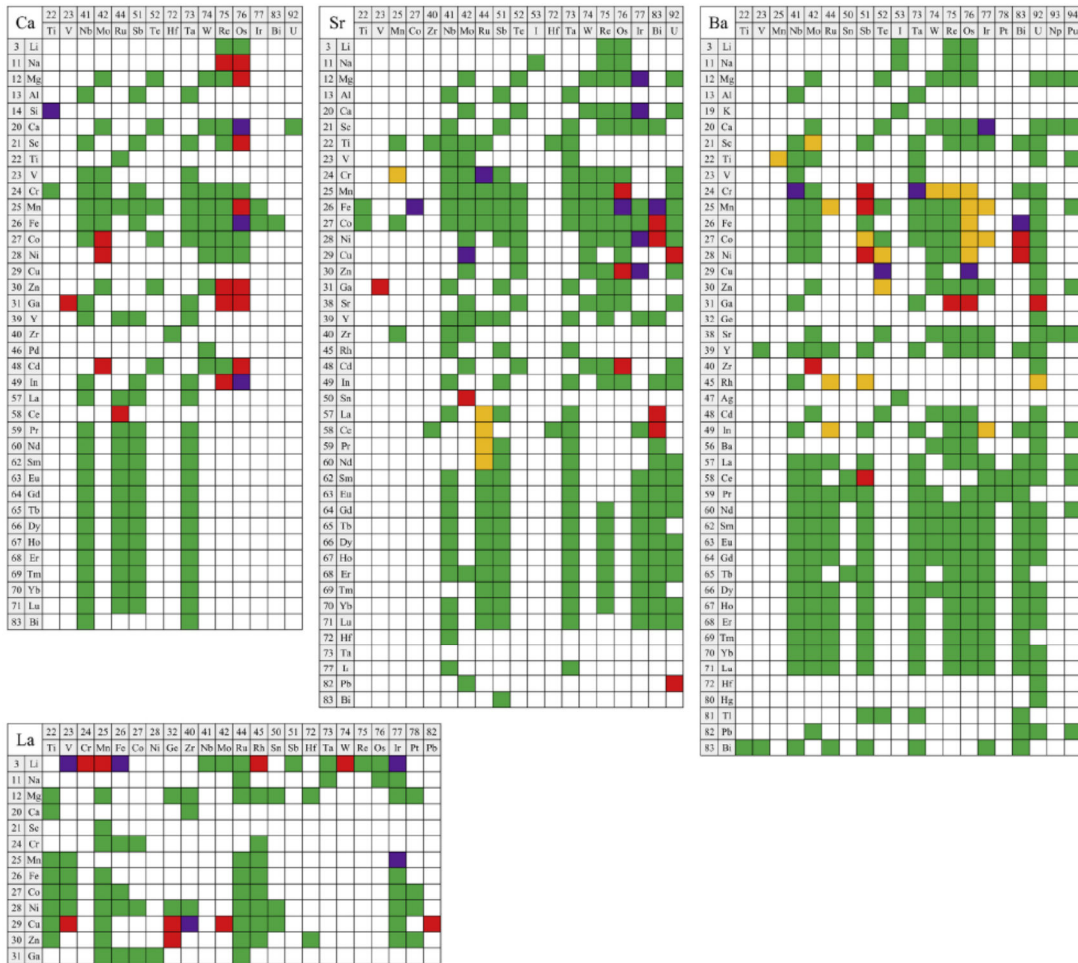 Ca 22 23 41 42 44 51 52 72 73 74 75 76 77 83 92
Ti V Nb Mo Ru Sb Te Hf Ta W Re Os Ir Bi U
3 Li
11 Na
12 Mg
13 Al
14 Si
20 Ca
21 Sc
22 Ti
23 V
24 Cr
25 Mn
26 Fe
27 Co
28 Ni
29 Cu
30 Zn
31 Ga
39 Y
40 Zr
46 Pd
48 Cd
49 In
57 La
58 Ce
59 Pr
60 Nd
62 Sm
63 Eu
64 Gd
65 Tb
66 Dy
67 Ho
68 Er
69 Tm
70 Yb
71 Lu
83 Bi
Sr 22 23 25 27 40 41 42 44 51 52 53 72 73 74 75 76 77 83 92
Ti V Mn Co Zr Nb Mo Ru Sb Te I Hf Ta W Re Os Ir Bi U
3 Li
11 Na
12 Mg
13 Al
20 Ca
21 Sc
22 Ti
23 V
24 Cr
25 Mn
26 Fe
27 Co
28 Ni
29 Cu
30 Zn
31 Ga
38 Sr
39 Y
40 Zr
45 Rh
48 Cd
49 In
50 Sn
57 La
58 Ce
59 Pr
60 Nd
62 Sm
63 Eu
64 Gd
65 Tb
66 Dy
67 Ho
68 Er
69 Tm
70 Yb
71 Lu
72 Hf
73 Ta
77
82 Pb
83 Bi
Ba 22 23 25 41 42 44 50 51 52 53 73 74 75 76 77 78 83 92 93 94
Ti V Mn Nb Mo Ru Sn Sb Te I Ta W Re Os Ir Pt Bi U Np Pu
3 Li
11 Na
12 Mg
13 Al
19 K
20 Ca
21 Sc
22 Ti
23 V
24 Cr
25 Mn
26 Fe
27 Co
28 Ni
29 Cu
30 Zn
31 Ga
32 Ge
38 Sr
39 Y
40 Zr
45 Rh
47 Ag
48 Cd
49 In
56 Ba
57 La
58 Ce
59 Pr
60 Nd
62 Sm
63 Eu
64 Gd
65 Tb
66 Dy
67 Ho
68 Er
69 Tm
70 Yb
71 Lu
72 Hf
80 Hg
81 Tl
82 Pb
83 Bi
La 22 23 24 25 26 27 28 32 40 41 42 44 45 50 51 72 73 74 75 76 77 78 82
Ti V Cr Mn Fe Co Ni Ge Zr Nb Mo Ru Rh Sn Sb Hf Ta W Re Os Ir Pt Pb
3 Li
11 Na
12 Mg
20 Ca
21 Sc
24 Cr
25 Mn
26 Fe
27 Co
28 Ni
29 Cu
30 Zn
31 Ga